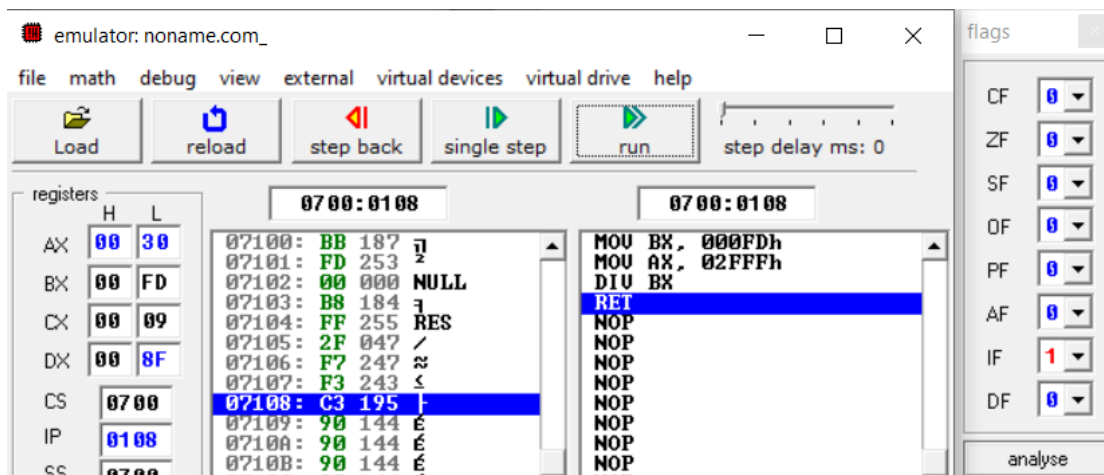 emulator: noname.com_
file math debug view external virtual devices virtual drive help
Load reload step back single step run step delay ms: 0
registers
H L
AX 00 30
BX 00 FD
CX 00 09
DX 00 8F
CS 0700
IP 0108
SS 0700
0700:0108
07100: BB 187 ╗
07101: FD 253 ²
07102: 00 000 NULL
07103: B8 184 ╕
07104: FF 255 RES
07105: 2F 047 /
07106: F7 247 ≈
07107: F3 243 ≤
07108: C3 195 ├
07109: 90 144 É
0710A: 90 144 É
0710B: 90 144 É
0700:0108
MOV BX, 000FDh
MOV AX, 02FFFh
DIV BX
RET
NOP
NOP
NOP
NOP
NOP
NOP
NOP
NOP
flags
CF 0
ZF 0
SF 0
OF 0
PF 0
AF 0
IF 1
DF 0
analyse